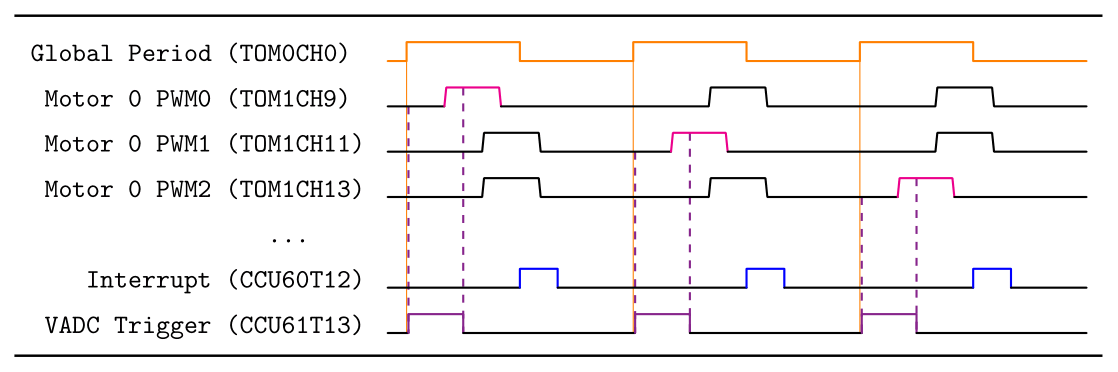 Global Period (TOM0CH0)
Motor 0 PWM0 (TOM1CH9)
Motor 0 PWM1 (TOM1CH11)
Motor 0 PWM2 (TOM1CH13)
...
Interrupt (CCU60T12)
VADC Trigger (CCU61T13)